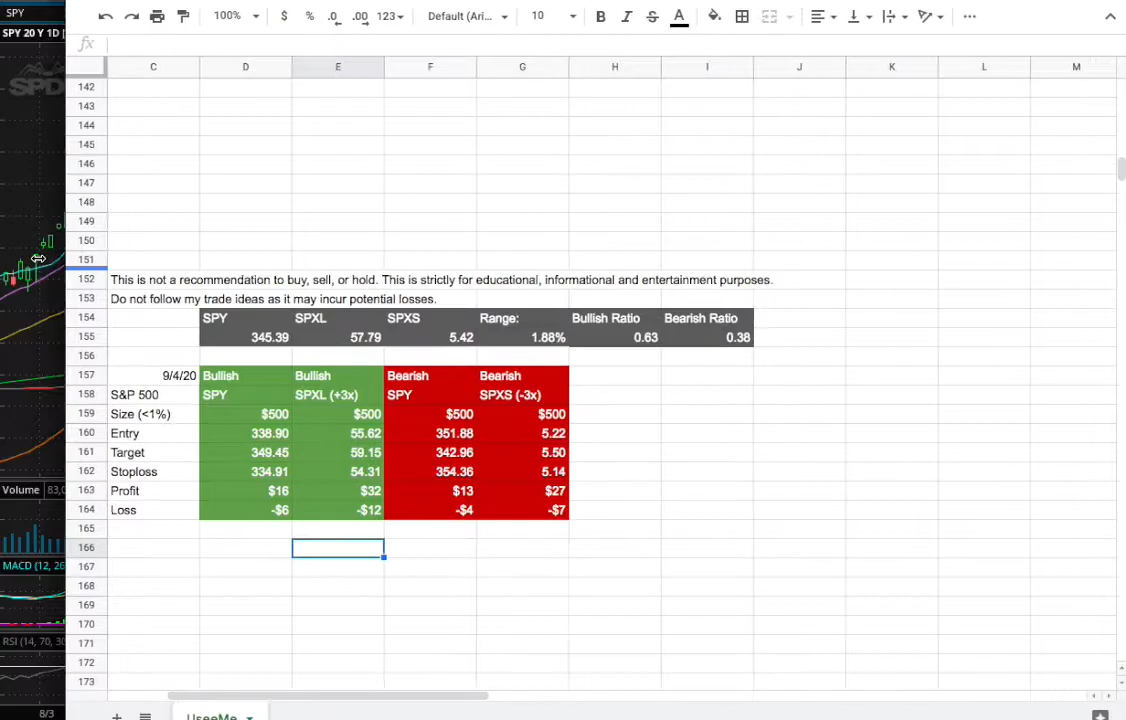 SPY
SPY 20 Y 1D
SPD
100%
$ % .0 .00 123
Default (Ari...
10
B I S A
fx
C D E F G H I J K L M
142
143
144
145
146
147
148
149
150
151
152 This is not a recommendation to buy, sell, or hold. This is strictly for educational, informational and entertainment purposes.
153 Do not follow my trade ideas as it may incur potential losses.
154 SPY SPXL SPXS Range: Bullish Ratio Bearish Ratio
155 345.39 57.79 5.42 1.88% 0.63 0.38
156
157 9/4/20 Bullish Bullish Bearish Bearish
158 S&P 500 SPY SPXL (+3x) SPY SPXS (-3x)
159 Size (<1%) $500 $500 $500 $500
160 Entry 338.90 55.62 351.88 5.22
161 Target 349.45 59.15 342.96 5.50
162 Stoploss 334.91 54.31 354.36 5.14
163 Profit $16 $32 $13 $27
164 Loss -$6 -$12 -$4 -$7
165
166
167
168
169
170
171
172
173
Volume 83,0
MACD (12, 26
RSI (14, 70, 30
8/3
UseeMe